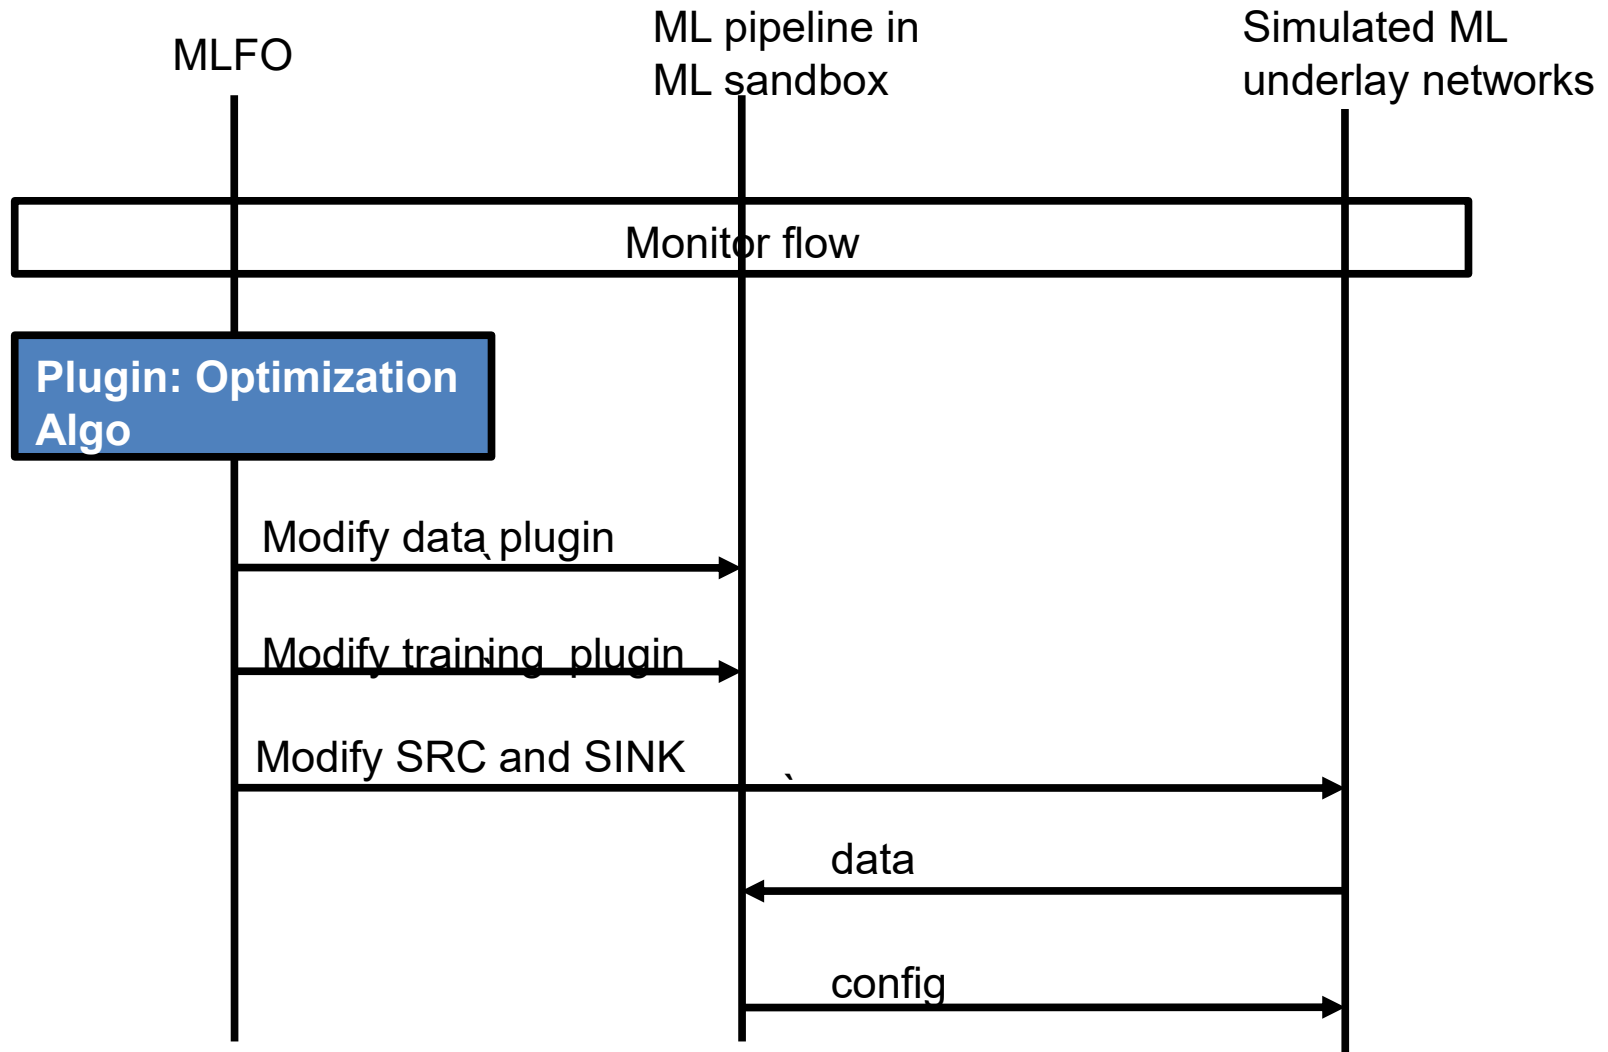 MLFO
ML pipeline in
ML sandbox
Simulated ML
underlay networks
Monitor flow
Plugin: Optimization
Algo
Modify data plugin
`
Modify training  plugin
`
Modify SRC and SINK
`
data
config